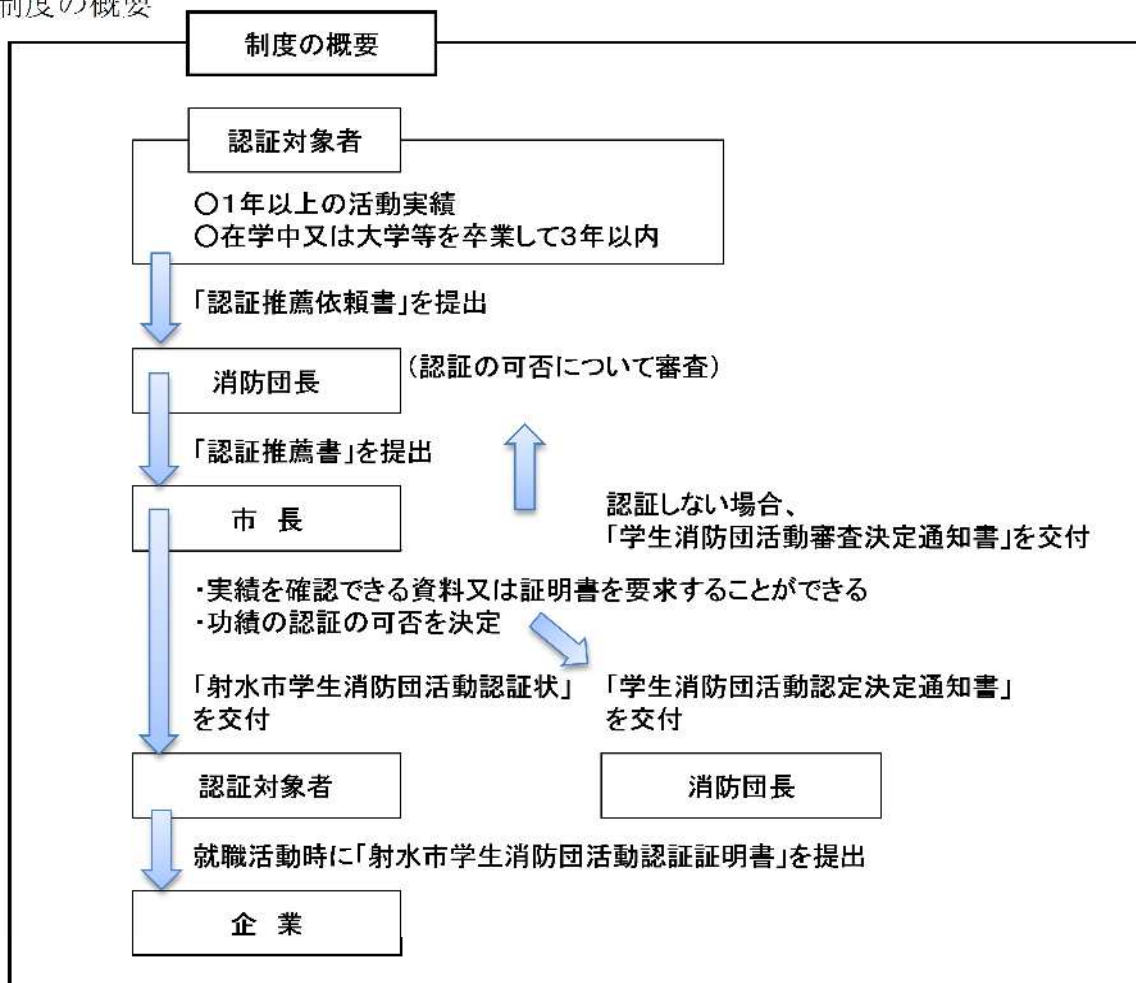 制度の概要
制度の概要
認証対象者
○1年以上の活動実績
○在学中又は大学等を卒業して3年以内
「認証推薦依頼書」を提出
消防団長
（認証の可否について審査）
「認証推薦書」を提出
市 長
認証しない場合、
「学生消防団活動審査決定通知書」を交付
・実績を確認できる資料又は証明書を要求することができる
・功績の認証の可否を決定
「射水市学生消防団活動認証状」
を交付
「学生消防団活動認定決定通知書」
を交付
認証対象者
消防団長
就職活動時に「射水市学生消防団活動認証証明書」を提出
企 業